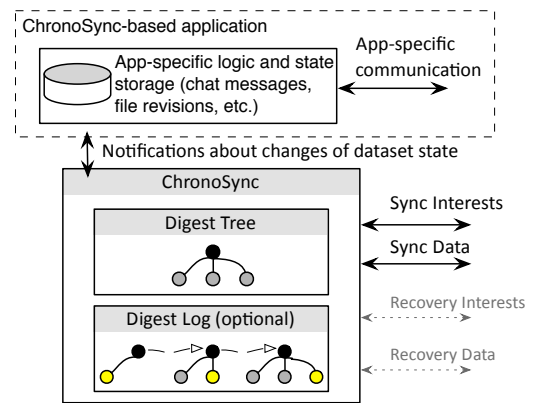 ChronoSync-based application
App-specific logic and state
storage (chat messages,
file revisions, etc.)
App-specific
communication
Notifications about changes of dataset state
ChronoSync
Digest Tree
Sync Interests
Sync Data
Digest Log (optional)
Recovery Interests
Recovery Data